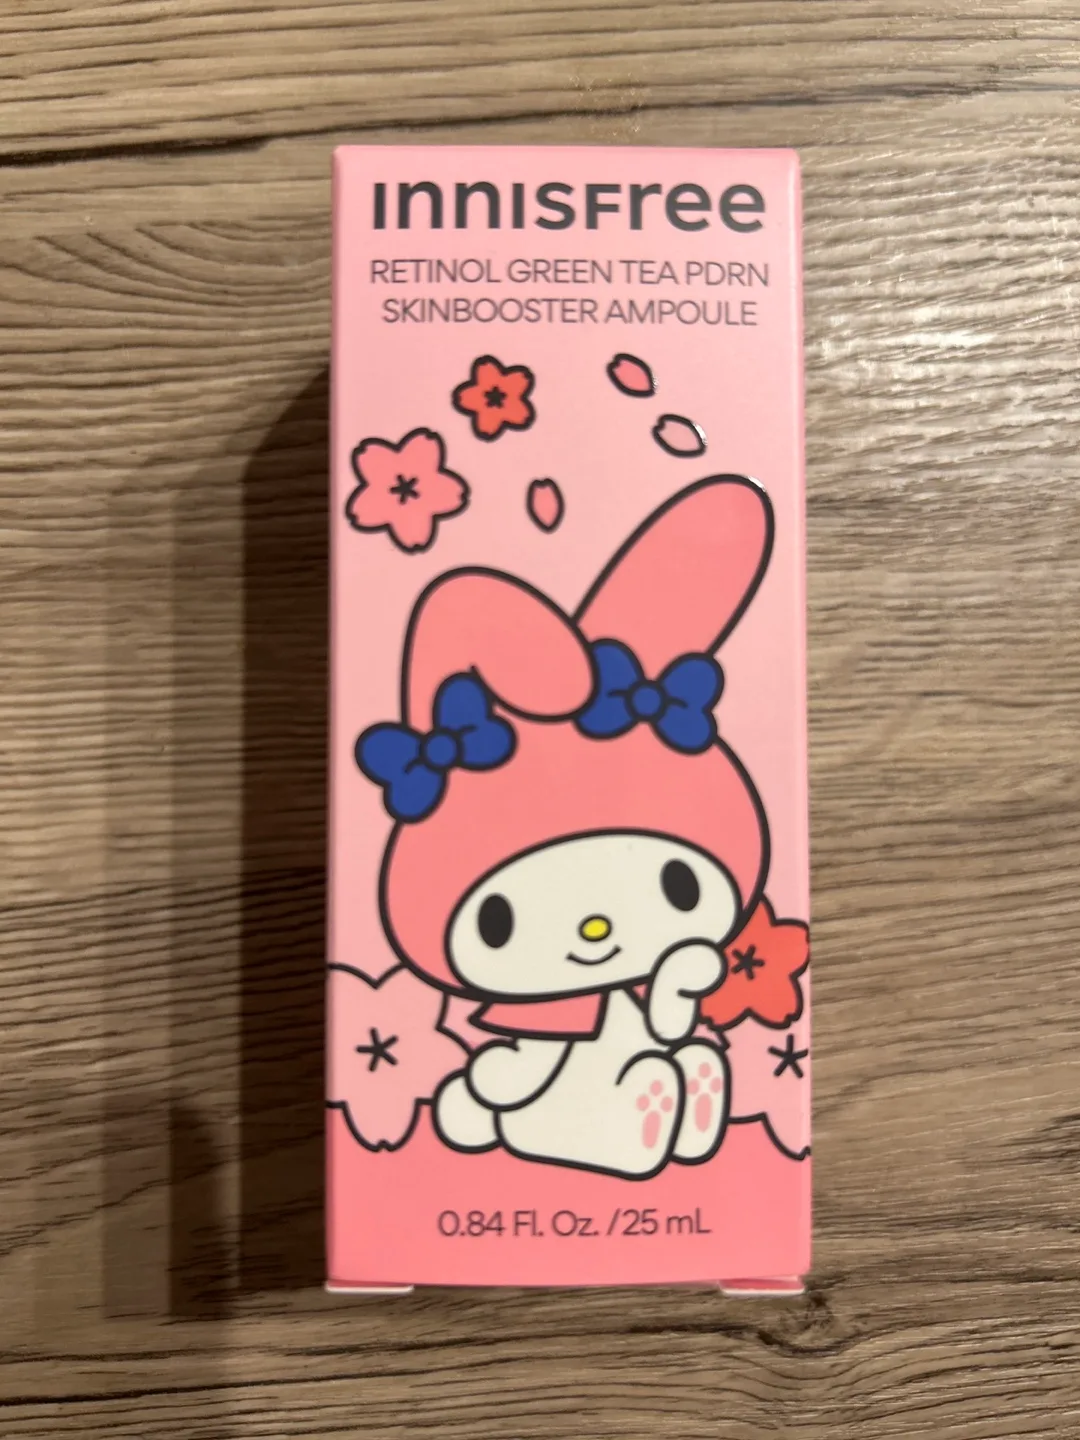 INNISFree
RETINOL GREEN TEA PDRN
SKINBOOSTER AMPOULE
0.84 Fl. Oz. / 25 mL